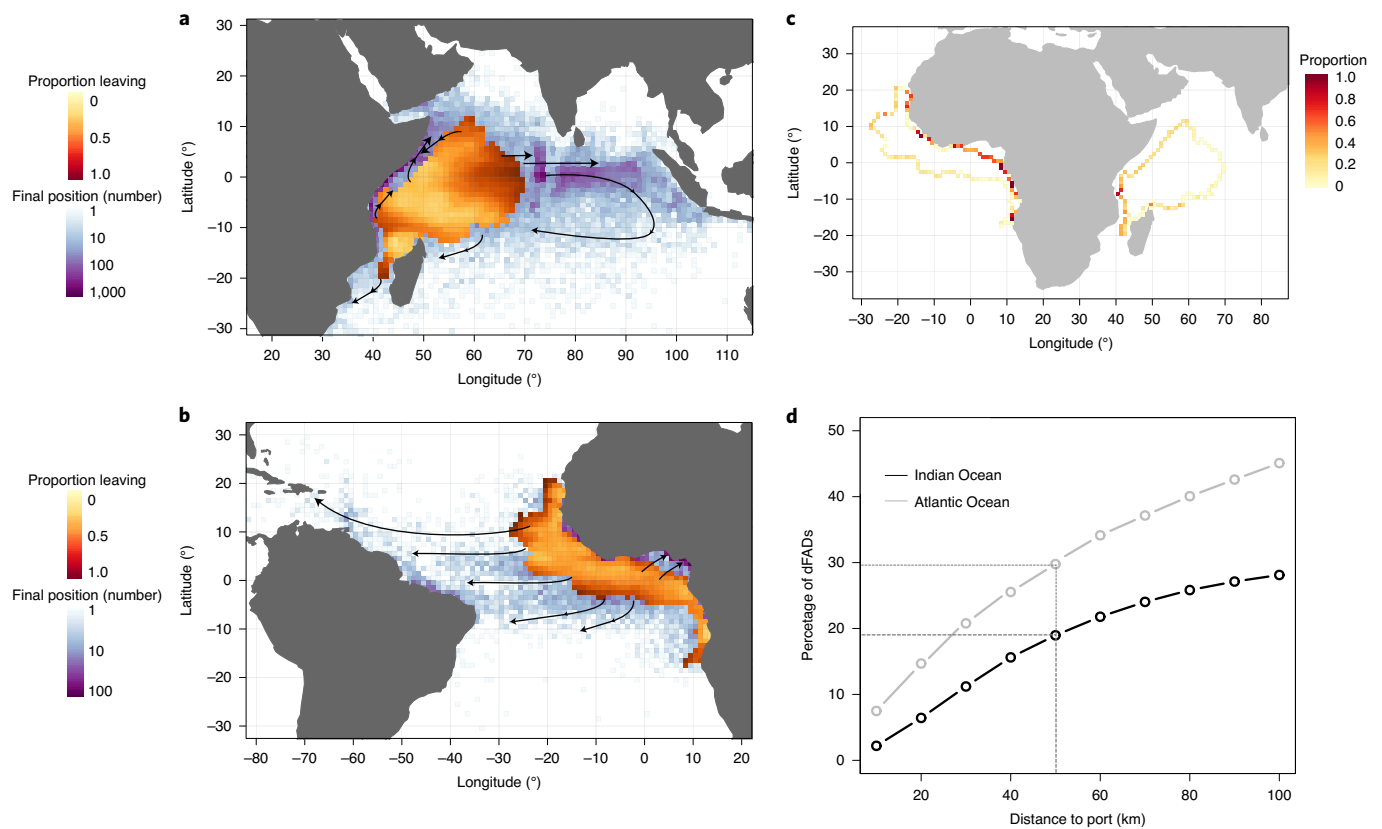 a
Proportion leaving
0
0.5
1.0
Final position (number)
1
10
100
1,000
Latitude (°)
30
20
10
0
–10
–20
–30
20 30 40 50 60 70 80 90 100 110
Longitude (°)
c
Latitude (°)
30
20
10
0
–10
–20
–30
–30 –20 –10 0 10 20 30 40 50 60 70 80
Longitude (°)
Proportion
1.0
0.8
0.6
0.4
0.2
0
b
Proportion leaving
0
0.5
1.0
Final position (number)
1
10
100
Latitude (°)
30
20
10
0
–10
–20
–30
–80 –70 –60 –50 –40 –30 –20 –10 0 10 20
Longitude (°)
d
Percetage of dFADs
50
40
30
20
10
0
Indian Ocean
Atlantic Ocean
20 40 60 80 100
Distance to port (km)